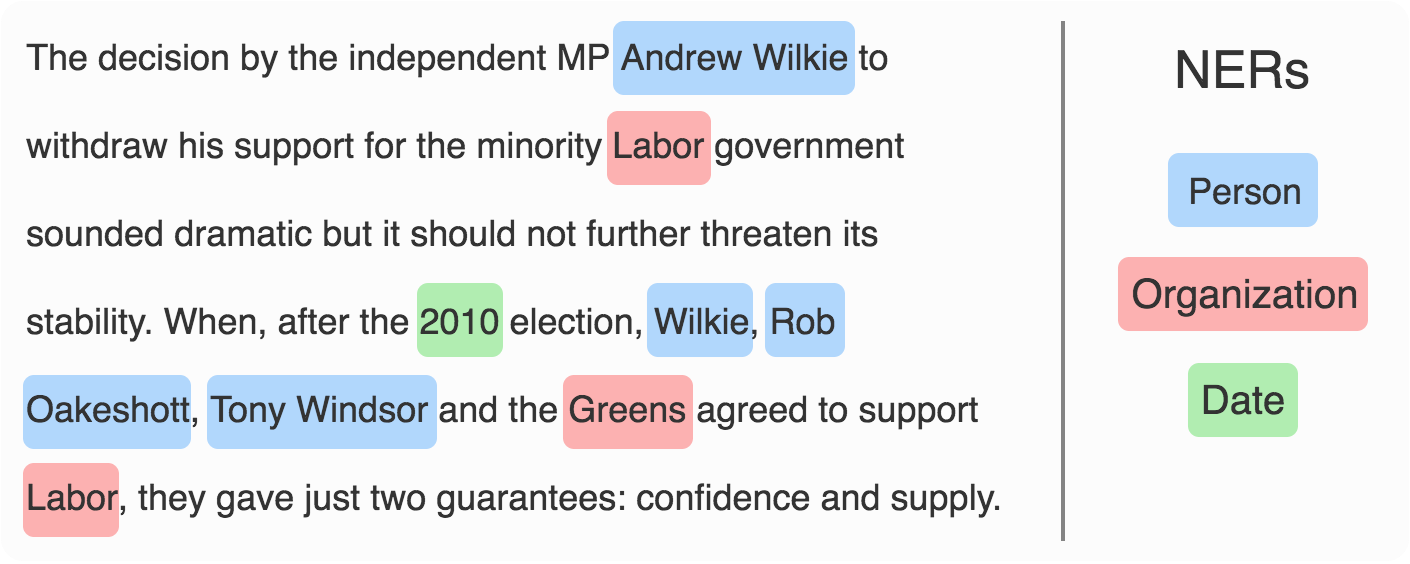 The decision by the independent MP Andrew Wilkie to
withdraw his support for the minority Labor government
sounded dramatic but it should not further threaten its
stability. When, after the 2010 election, Wilkie, Rob
Oakeshott, Tony Windsor and the Greens agreed to support
Labor, they gave just two guarantees: confidence and supply.
NERs
Person
Organization
Date